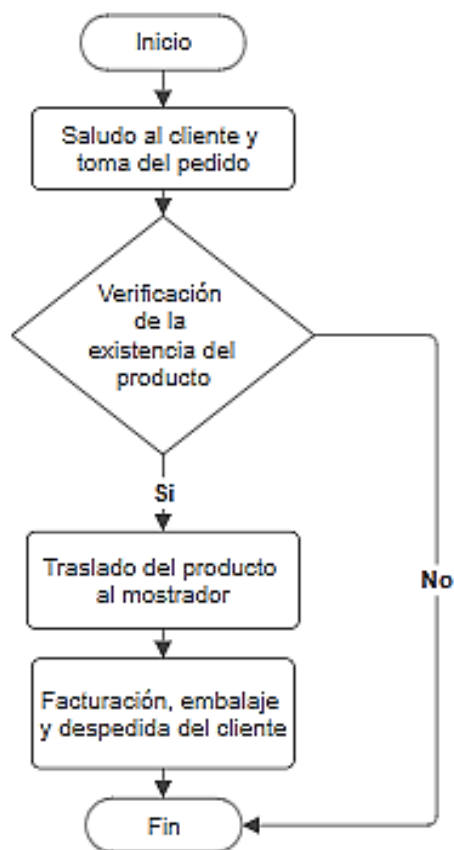 Inicio
Saludo al cliente y
toma del pedido
Verificación
de la
existencia del
producto
Si
Traslado del producto
al mostrador
No
Facturación, embalaje
y despedida del cliente
Fin